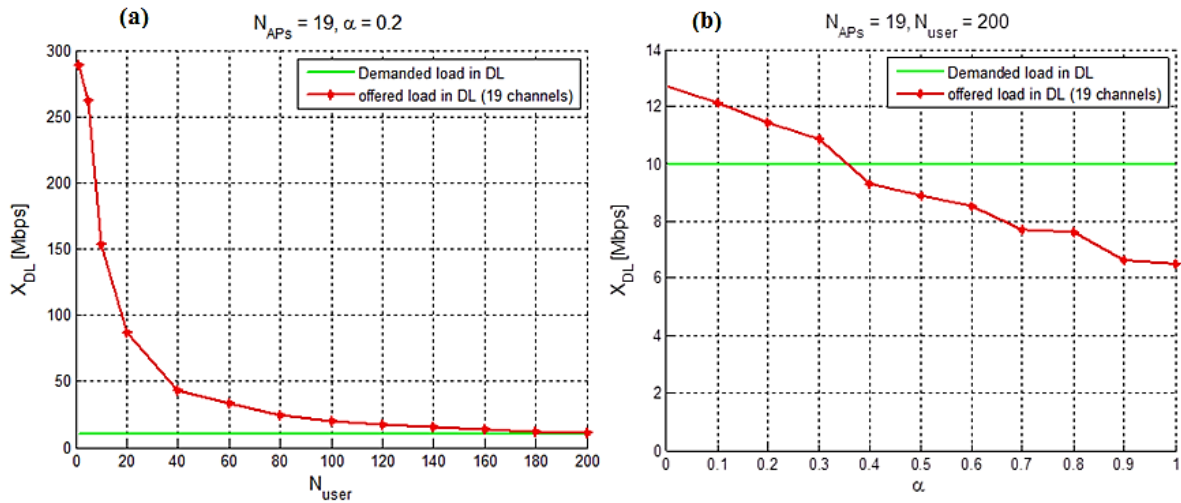 (a)
N_APs = 19, α = 0.2
Demanded load in DL
offered load in DL (19 channels)
X_DL [Mbps]
300
250
200
150
100
50
0
0 20 40 60 80 100 120 140 160 180 200
N_user
(b)
N_APs = 19, N_user = 200
Demanded load in DL
offered load in DL (19 channels)
X_DL [Mbps]
14
12
10
8
6
4
2
0
0 0.1 0.2 0.3 0.4 0.5 0.6 0.7 0.8 0.9 1
α